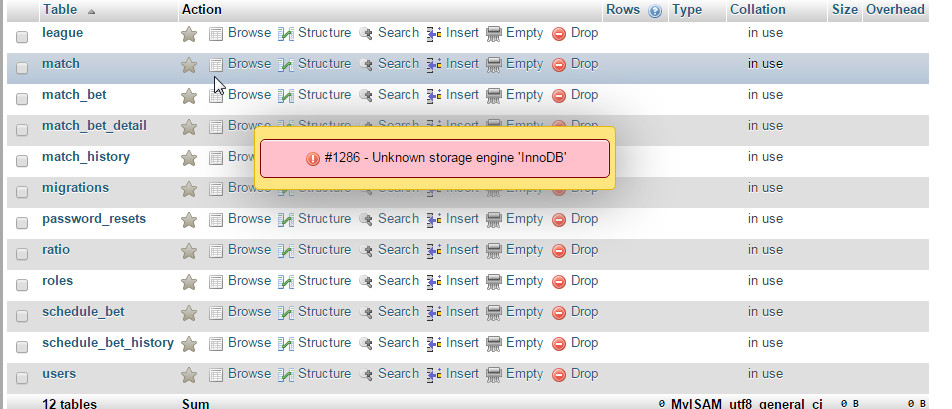 Table Action Rows Type Collation Size Overhead
league Browse Structure Search Insert Empty Drop in use
match Browse Structure Search Insert Empty Drop in use
match_bet Browse Structure Search Insert Empty Drop in use
match_bet_detail Browse Structure Search Insert Empty Drop in use
#1286 - Unknown storage engine 'InnoDB'
match_history in use
migrations Browse Structure Search Insert Empty Drop in use
password_resets Browse Structure Search Insert Empty Drop in use
ratio Browse Structure Search Insert Empty Drop in use
roles Browse Structure Search Insert Empty Drop in use
schedule_bet Browse Structure Search Insert Empty Drop in use
schedule_bet_history Browse Structure Search Insert Empty Drop in use
users Browse Structure Search Insert Empty Drop in use
12 tables Sum 0 MyISAM utf8_general_ci 0 B 0 B